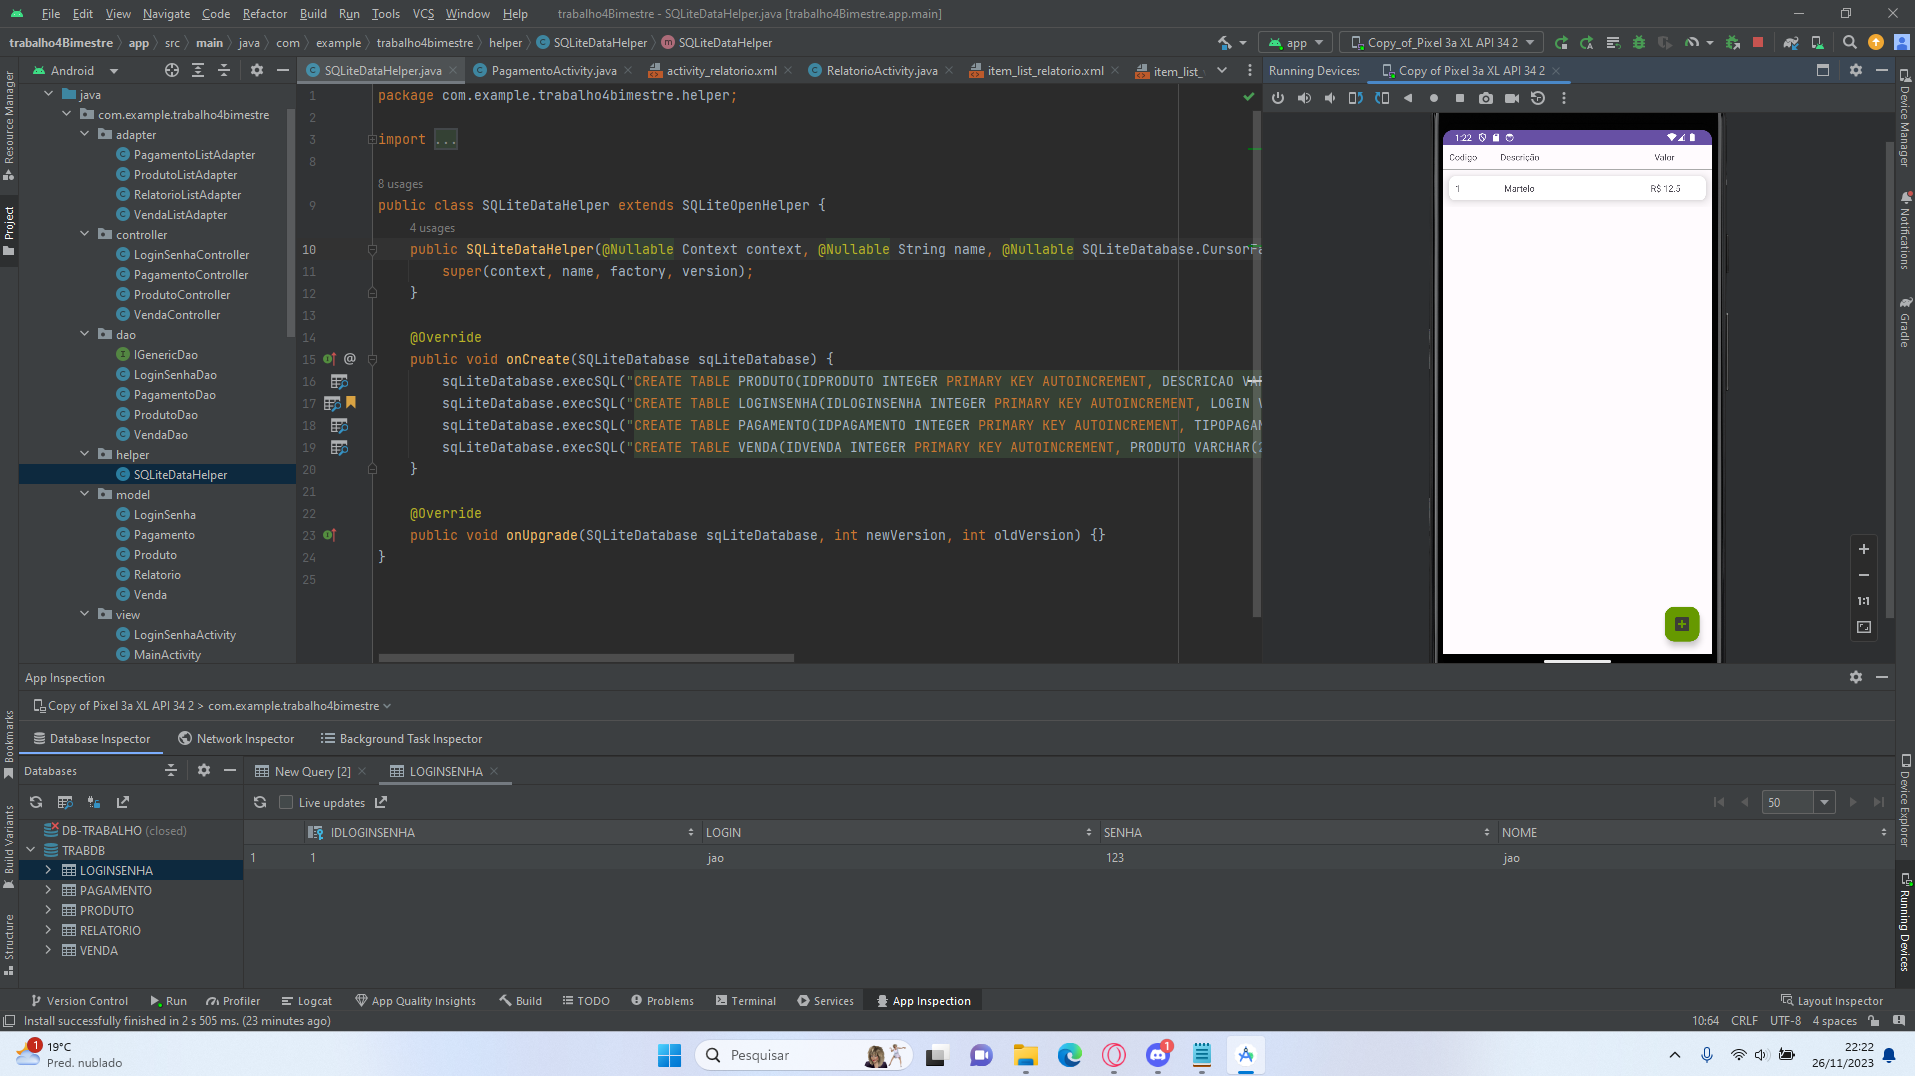 File Edit View Navigate Code Refactor Build Run Tools VCS Window Help trabalho4Bimestre - SQLiteDataHelper.java [trabalho4Bimestre.app.main]
trabalho4Bimestre app src main java com example trabalho4bimestre helper SQLiteDataHelper SQLiteDataHelper
app Copy_of_Pixel 3a XL API 34 2
Android
SQLiteDataHelper.java PagamentoActivity.java activity_relatorio.xml RelatorioActivity.java item_list_relatorio.xml item_list_
Running Devices: Copy of Pixel 3a XL API 34 2
Resource Manager
Project
Bookmarks
Build Variants
Structure
java
com.example.trabalho4bimestre
adapter
PagamentoListAdapter
ProdutoListAdapter
RelatorioListAdapter
VendaListAdapter
controller
LoginSenhaController
PagamentoController
ProdutoController
VendaController
dao
IGenericDao
LoginSenhaDao
PagamentoDao
ProdutoDao
VendaDao
helper
SQLiteDataHelper
model
LoginSenha
Pagamento
Produto
Relatorio
Venda
view
LoginSenhaActivity
MainActivity
1 package com.example.trabalho4bimestre.helper;
2
3 import ...
8
8 usages
9 public class SQLiteDataHelper extends SQLiteOpenHelper {
4 usages
10 public SQLiteDataHelper(@Nullable Context context, @Nullable String name, @Nullable SQLiteDatabase.CursorFa
11 super(context, name, factory, version);
12 }
13
14 @Override
15 @ public void onCreate(SQLiteDatabase sqLiteDatabase) {
16 sqLiteDatabase.execSQL("CREATE TABLE PRODUTO(IDPRODUTO INTEGER PRIMARY KEY AUTOINCREMENT, DESCRICAO VAR
17 sqLiteDatabase.execSQL("CREATE TABLE LOGINSENHA(IDLOGINSENHA INTEGER PRIMARY KEY AUTOINCREMENT, LOGIN V
18 sqLiteDatabase.execSQL("CREATE TABLE PAGAMENTO(IDPAGAMENTO INTEGER PRIMARY KEY AUTOINCREMENT, TIPOPAGAM
19 sqLiteDatabase.execSQL("CREATE TABLE VENDA(IDVENDA INTEGER PRIMARY KEY AUTOINCREMENT, PRODUTO VARCHAR(2
20 }
21
22 @Override
23 public void onUpgrade(SQLiteDatabase sqLiteDatabase, int newVersion, int oldVersion) {}
24 }
25
1:22
Codigo Descrição Valor
1 Martelo R$ 12.5
1:1
Device Manager
Notifications
Gradle
Device Explorer
Running Devices
App Inspection
Copy of Pixel 3a XL API 34 2 > com.example.trabalho4bimestre
Database Inspector Network Inspector Background Task Inspector
Databases New Query [2] LOGINSENHA
Live updates 50
DB-TRABALHO (closed)
TRABDB
LOGINSENHA
PAGAMENTO
PRODUTO
RELATORIO
VENDA
IDLOGINSENHA LOGIN SENHA NOME
1 1 jao 123 jao
Version Control Run Profiler Logcat App Quality Insights Build TODO Problems Terminal Services App Inspection Layout Inspector
Install successfully finished in 2 s 505 ms. (23 minutes ago) 10:64 CRLF UTF-8 4 spaces
1 19°C
Pred. nublado
Pesquisar
1
22:22
26/11/2023